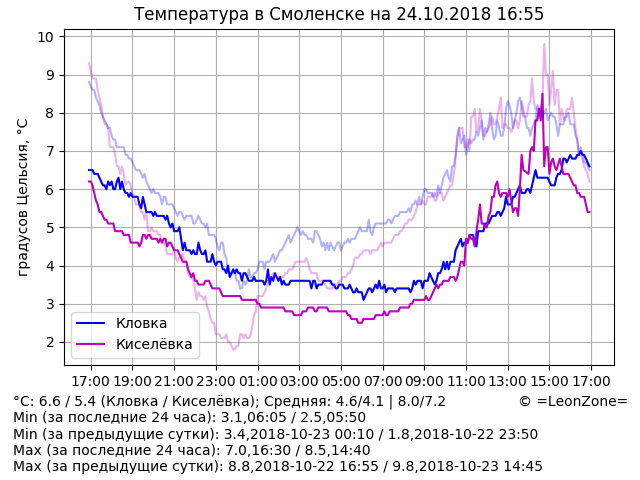 Температура в Смоленске на 24.10.2018 16:55
10
9
8
7
6
5
4
3
2
градусов Цельсия, °C
Кловка
Киселёвка
17:00 19:00 21:00 23:00 01:00 03:00 05:00 07:00 09:00 11:00 13:00 15:00 17:00
°C: 6.6 / 5.4 (Кловка / Киселёвка); Средняя: 4.6/4.1 | 8.0/7.2 © =LeonZone=
Min (за последние 24 часа): 3.1,06:05 / 2.5,05:50
Min (за предыдущие сутки): 3.4,2018-10-23 00:10 / 1.8,2018-10-22 23:50
Max (за последние 24 часа): 7.0,16:30 / 8.5,14:40
Max (за предыдущие сутки): 8.8,2018-10-22 16:55 / 9.8,2018-10-23 14:45